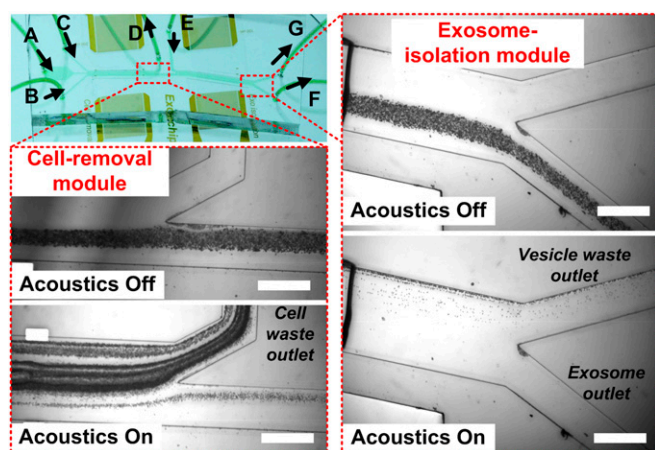 A
C
D
E
G
B
F
Exosome-
isolation module
Acoustics Off
Cell-removal
module
Acoustics Off
Vesicle waste
outlet
Exosome
outlet
Acoustics On
Cell
waste
outlet
Acoustics On